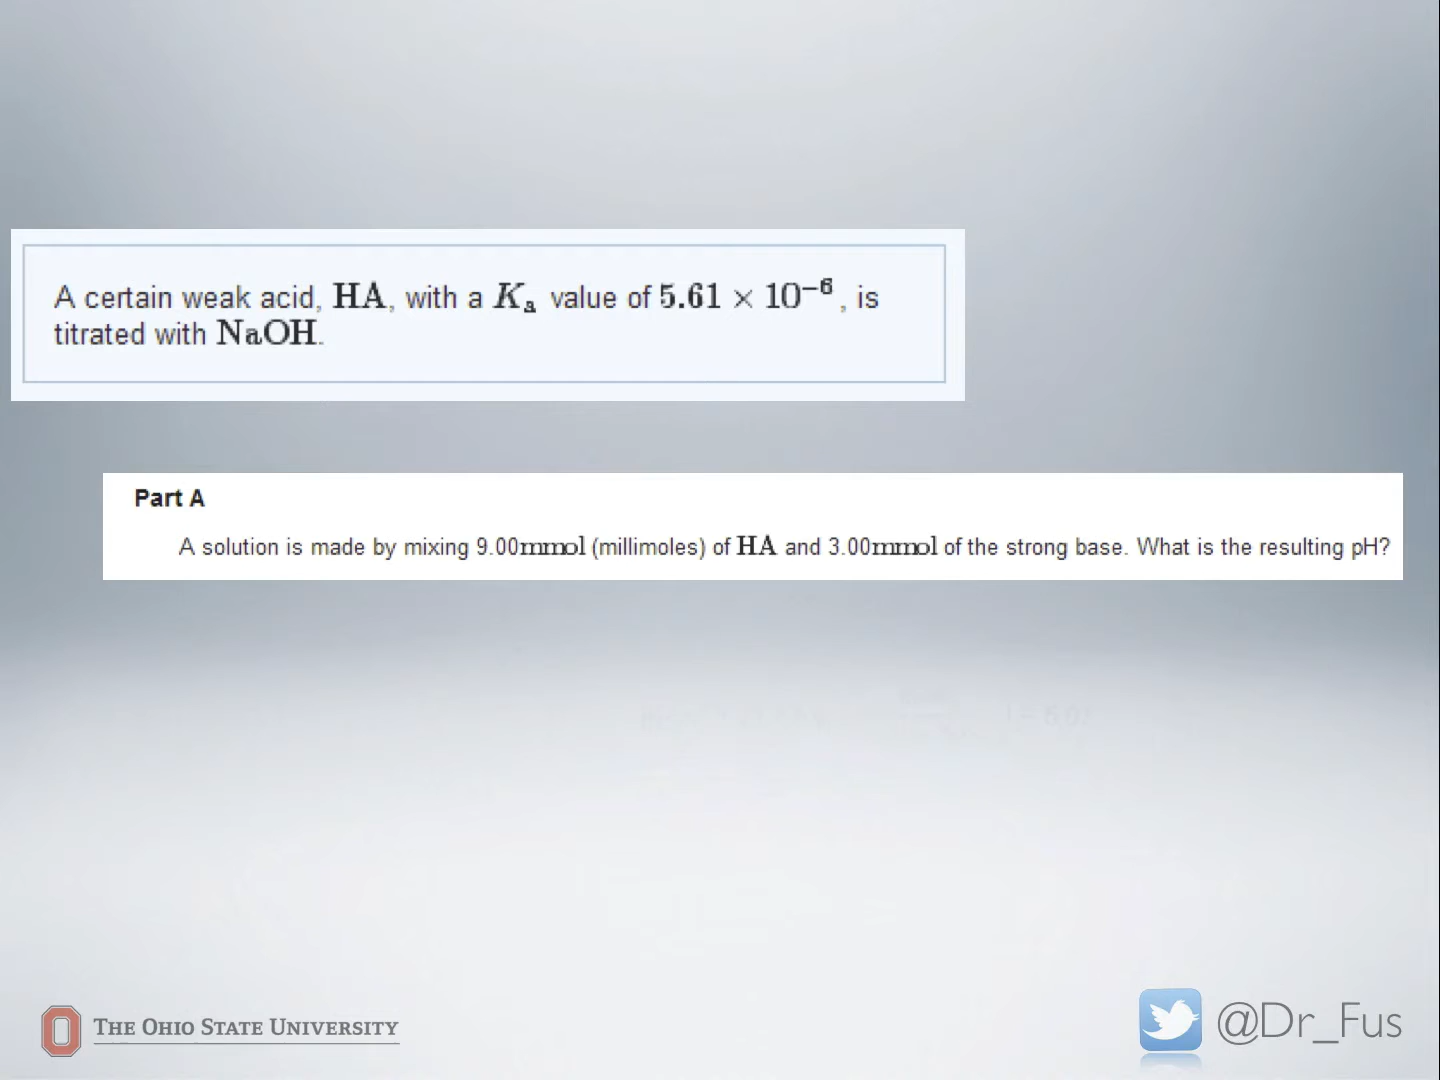 A certain weak acid, HA, with a Kₐ value of 5.61 × 10⁻⁶, is
titrated with NaOH.
Part A
A solution is made by mixing 9.00mmol (millimoles) of HA and 3.00mmol of the strong base. What is the resulting pH?
THE OHIO STATE UNIVERSITY
@Dr_Fus